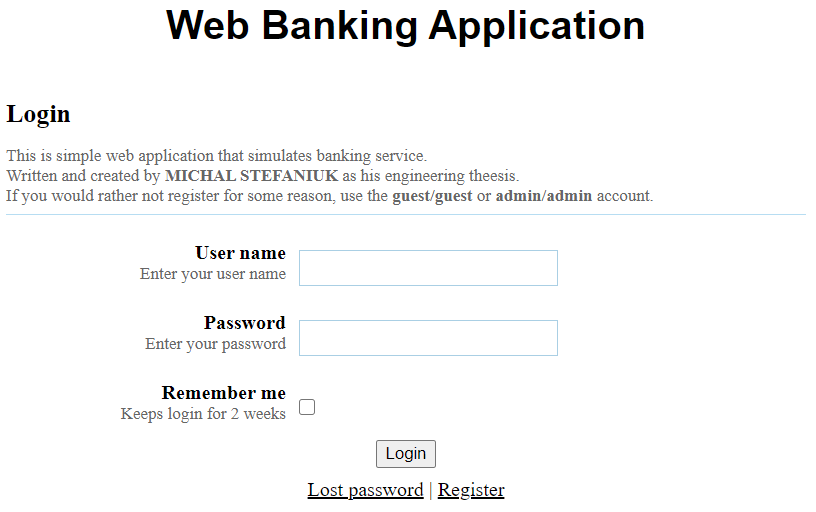 Web Banking Application
Login
This is simple web application that simulates banking service.
Written and created by MICHAL STEFANIUK as his engineering theesis.
If you would rather not register for some reason, use the guest/guest or admin/admin account.
User name
Enter your user name
Password
Enter your password
Remember me
Keeps login for 2 weeks
Login
Lost password | Register